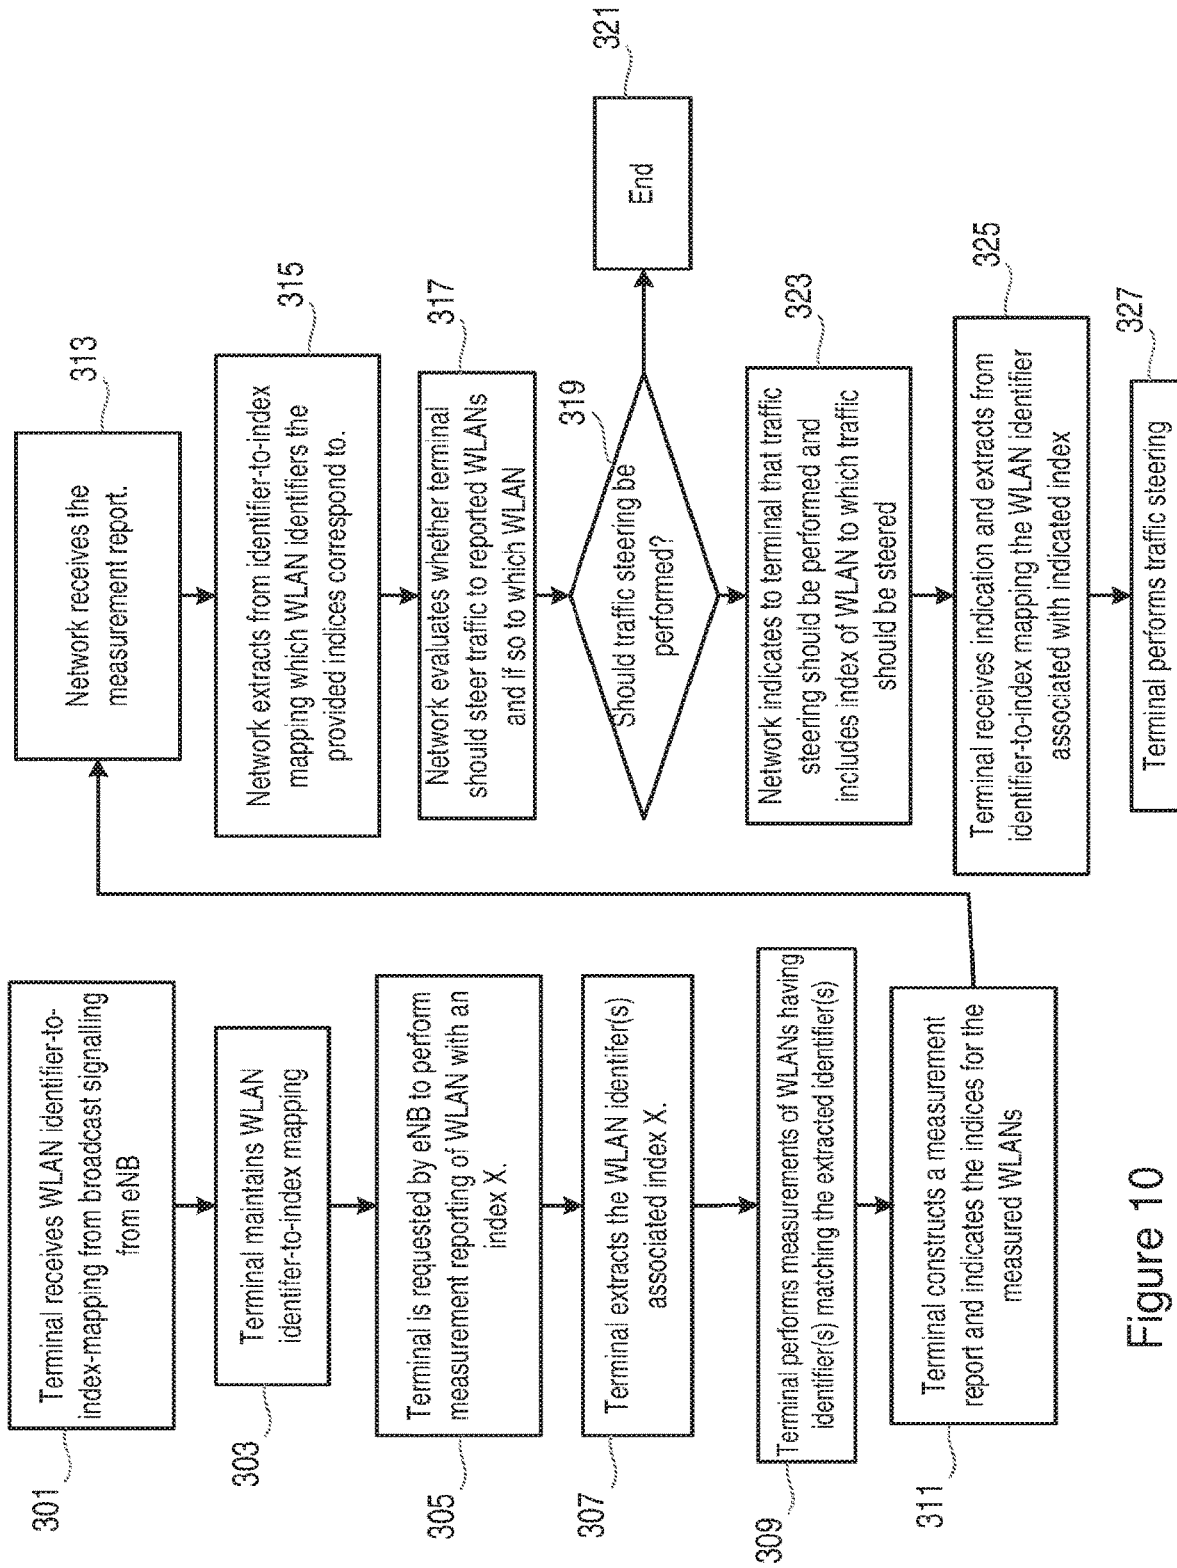 301
Terminal receives WLAN identifier-to-
index-mapping from broadcast signalling
from eNB
303
Terminal maintains WLAN
identifer-to-index mapping
305
Terminal is requested by eNB to perform
measurement reporting of WLAN with an
index X.
307
Terminal extracts the WLAN identifier(s)
associated index X.
309
Terminal performs measurements of WLANs having
identifier(s) matching the extracted identifier(s)
311
Terminal constructs a measurement
report and indicates the indices for the
measured WLANs
313
Network receives the
measurement report.
315
Network extracts from identifier-to-index
mapping which WLAN identifiers the
provided indices correspond to.
317
Network evaluates whether terminal
should steer traffic to reported WLANs
and if so to which WLAN
319
Should traffic steering be
performed?
321
End
323
Network indicates to terminal that traffic
steering should be performed and
includes index of WLAN to which traffic
should be steered
325
Terminal receives indication and extracts from
identifier-to-index mapping the WLAN identifier
associated with indicated index
327
Terminal performs traffic steering
Figure 10